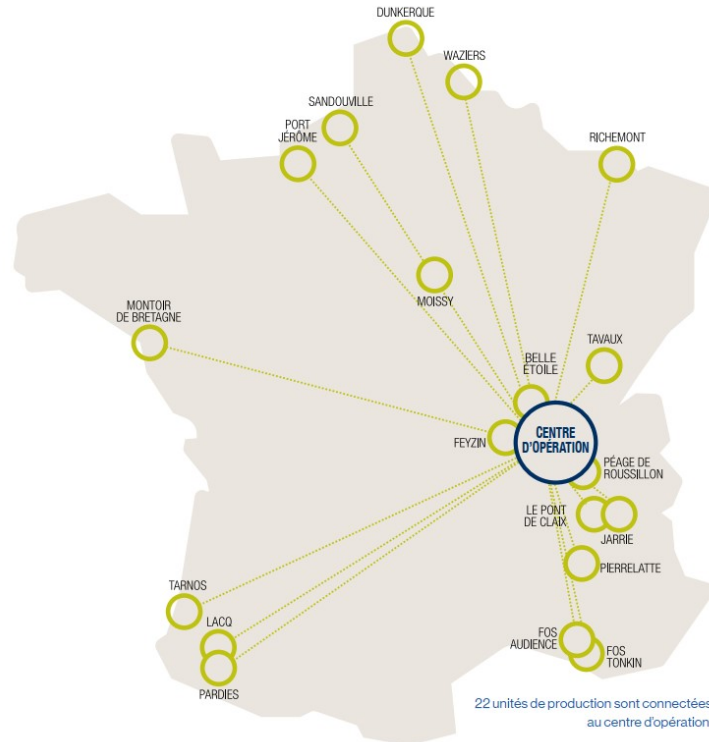 DUNKERQUE
WAZIERS
SANDOUVILLE
PORT
JÉRÔME
RICHEMONT
MOISSY
MONTOIR
DE BRETAGNE
TAVAUX
BELLE
ÉTOILE
FEYZIN
CENTRE
D'OPÉRATION
PÉAGE DE
ROUSSILLON
LE PONT
DE CLAIX
JARRIE
PIERRELATTE
TARNOS
LACQ
PARDIES
FOS
AUDIENCE
FOS
TONKIN
22 unités de production sont connectées
au centre d'opération